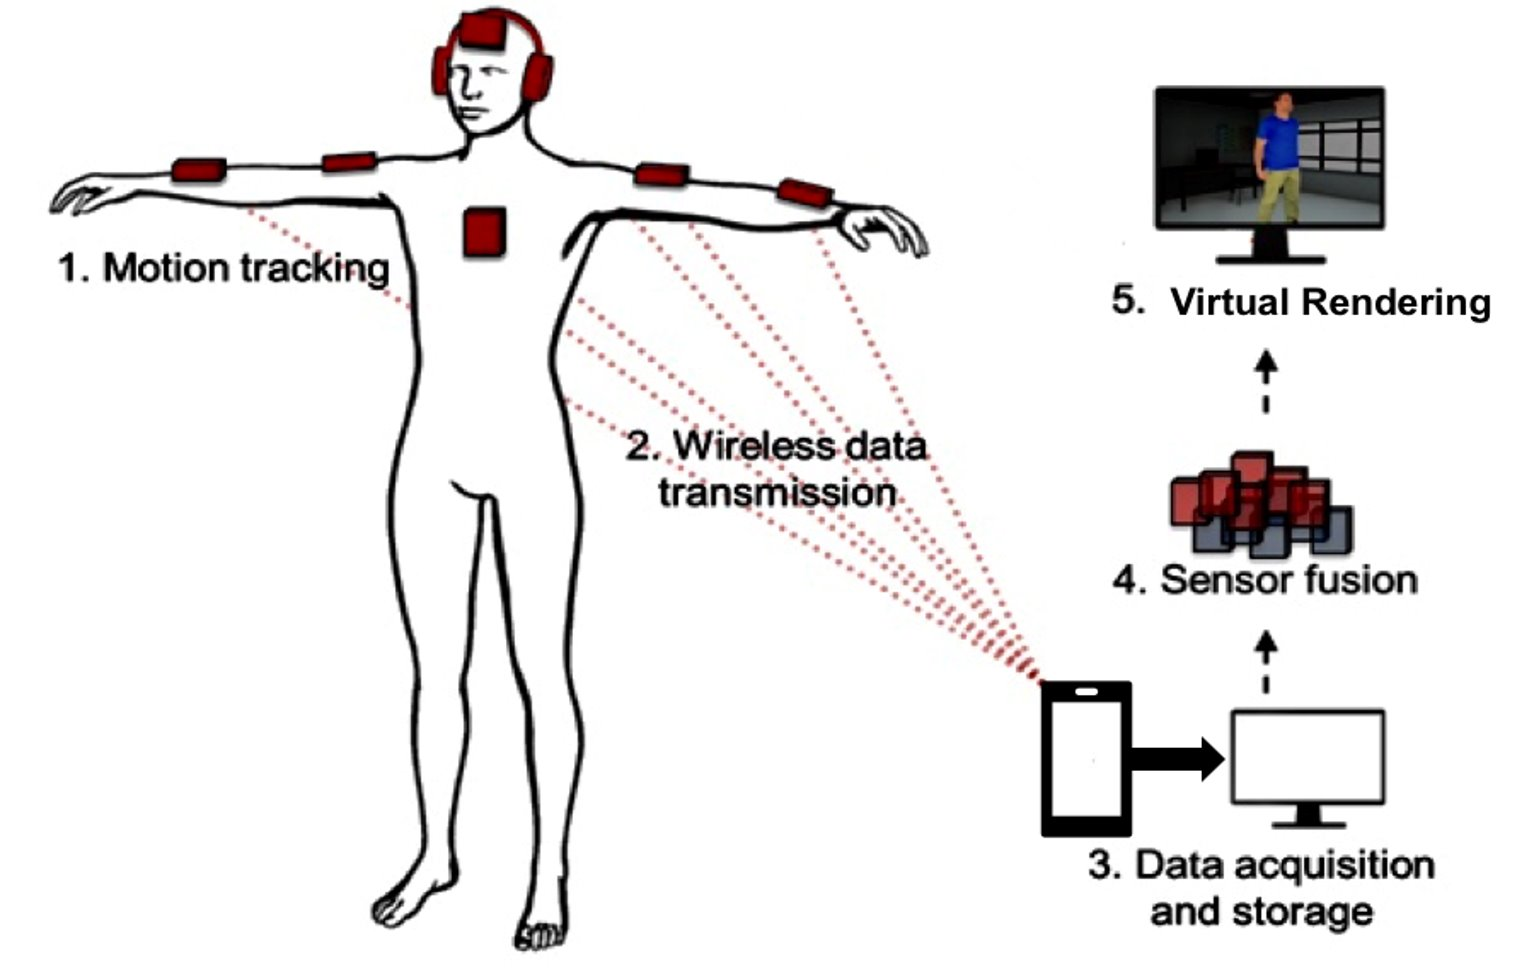 1. Motion tracking
2. Wireless data
transmission
3. Data acquisition
and storage
4. Sensor fusion
5. Virtual Rendering